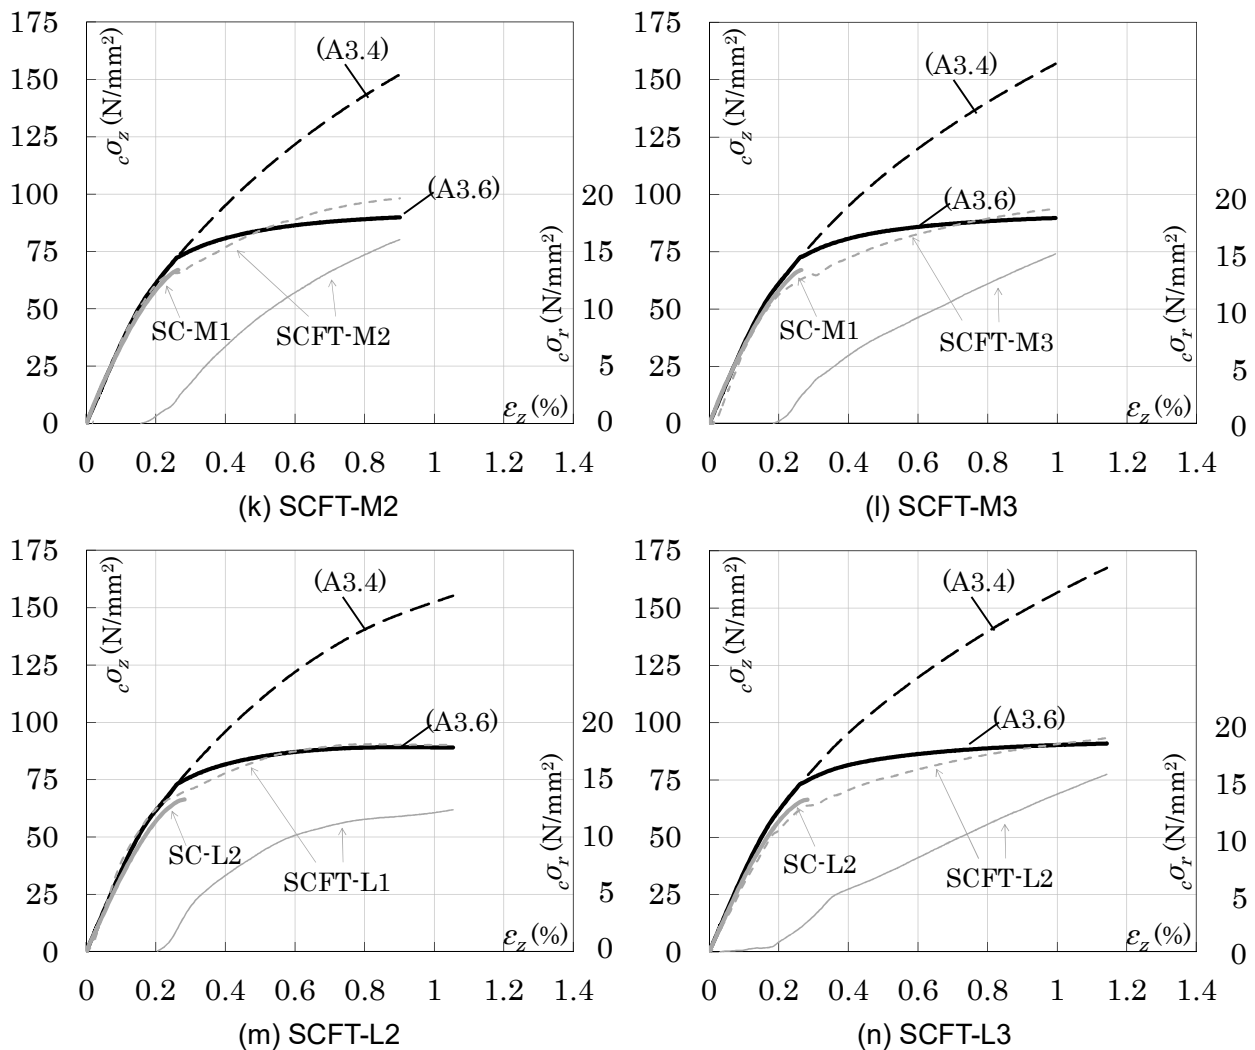 175
150
125
100
75
50
25
0
cσz (N/mm²)
(A3.4)
(A3.6)
SC-M1
SCFT-M2
20
15
10
5
0
cσr (N/mm²)
εz (%)
0 0.2 0.4 0.6 0.8 1 1.2 1.4
(k) SCFT-M2
175
150
125
100
75
50
25
0
cσz (N/mm²)
(A3.4)
(A3.6)
SC-M1
SCFT-M3
20
15
10
5
0
cσr (N/mm²)
εz (%)
0 0.2 0.4 0.6 0.8 1 1.2 1.4
(l) SCFT-M3
175
150
125
100
75
50
25
0
cσz (N/mm²)
(A3.4)
(A3.6)
SC-L2
SCFT-L1
20
15
10
5
0
cσr (N/mm²)
εz (%)
0 0.2 0.4 0.6 0.8 1 1.2 1.4
(m) SCFT-L2
175
150
125
100
75
50
25
0
cσz (N/mm²)
(A3.4)
(A3.6)
SC-L2
SCFT-L2
20
15
10
5
0
cσr (N/mm²)
εz (%)
0 0.2 0.4 0.6 0.8 1 1.2 1.4
(n) SCFT-L3